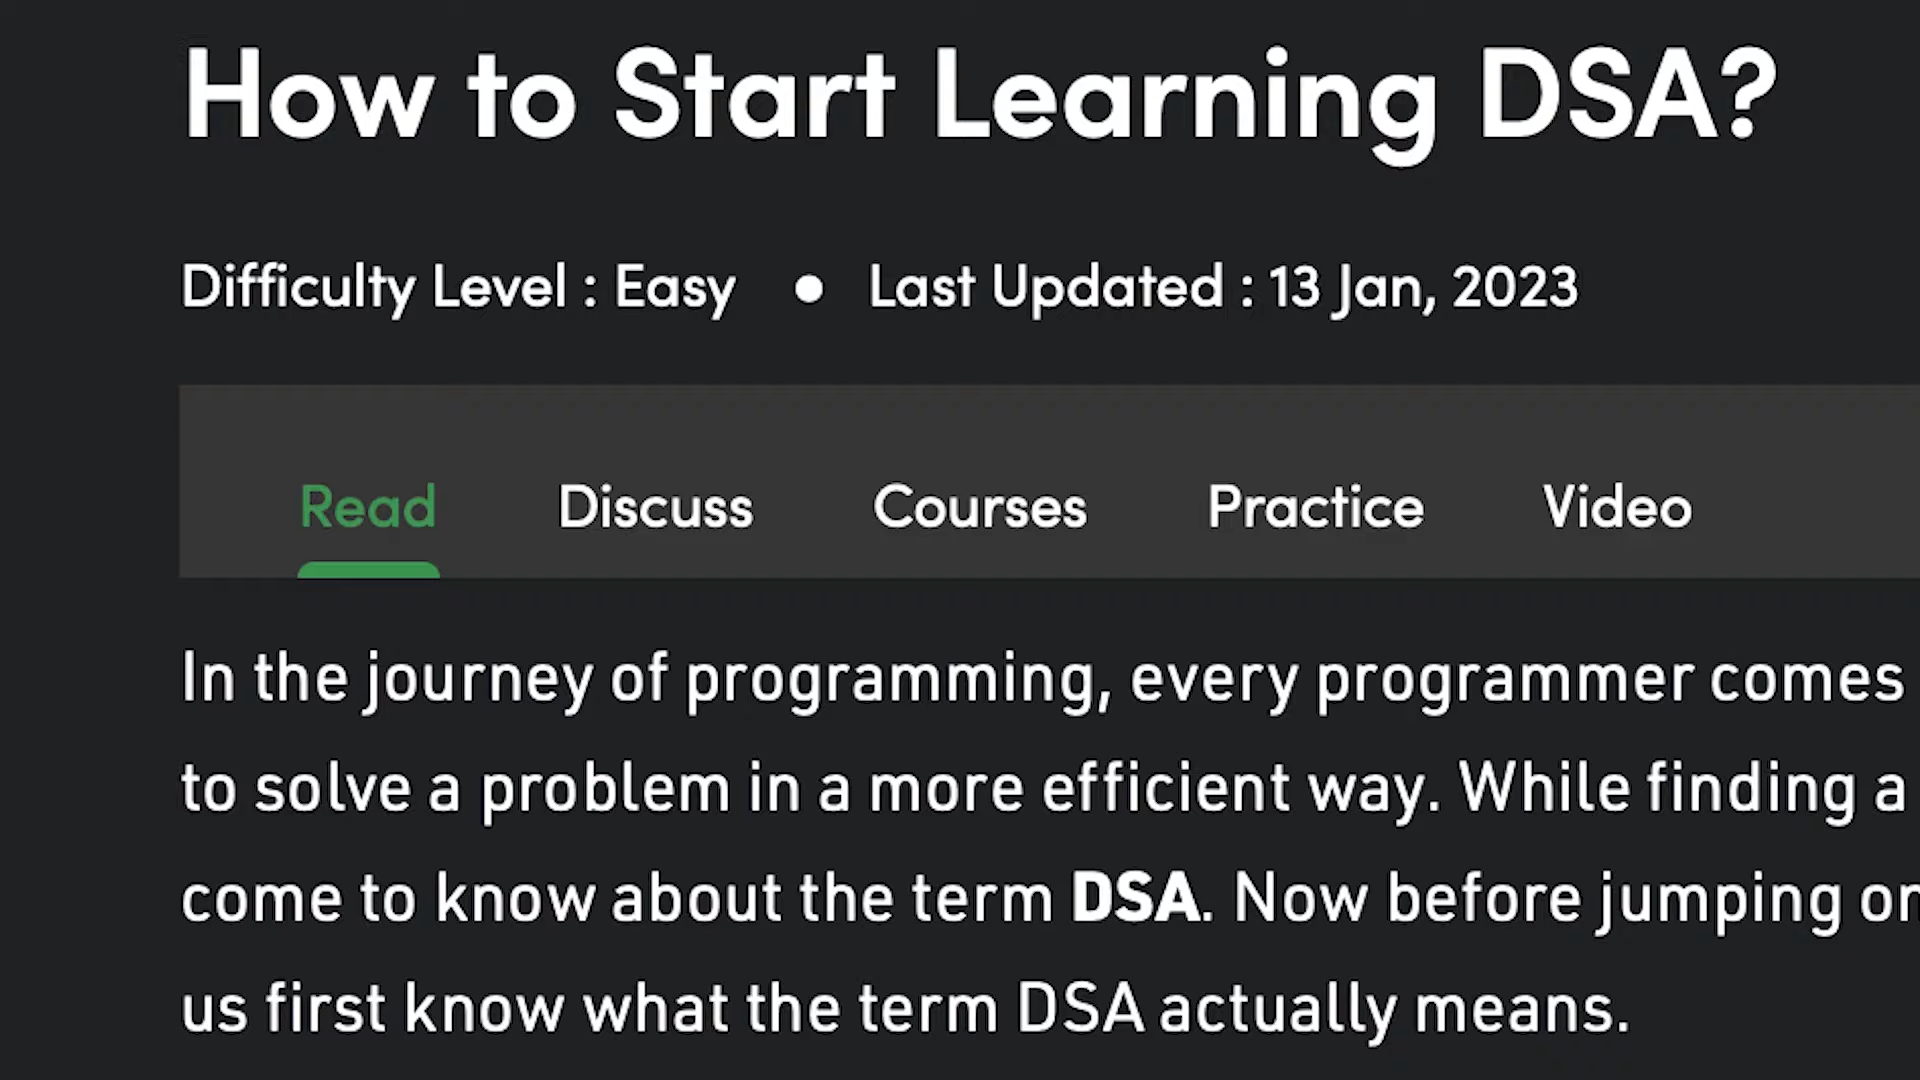 How to Start Learning DSA?
Difficulty Level : Easy ● Last Updated : 13 Jan, 2023
Read Discuss Courses Practice Video
In the journey of programming, every programmer comes
to solve a problem in a more efficient way. While finding a
come to know about the term DSA. Now before jumping on
us first know what the term DSA actually means.